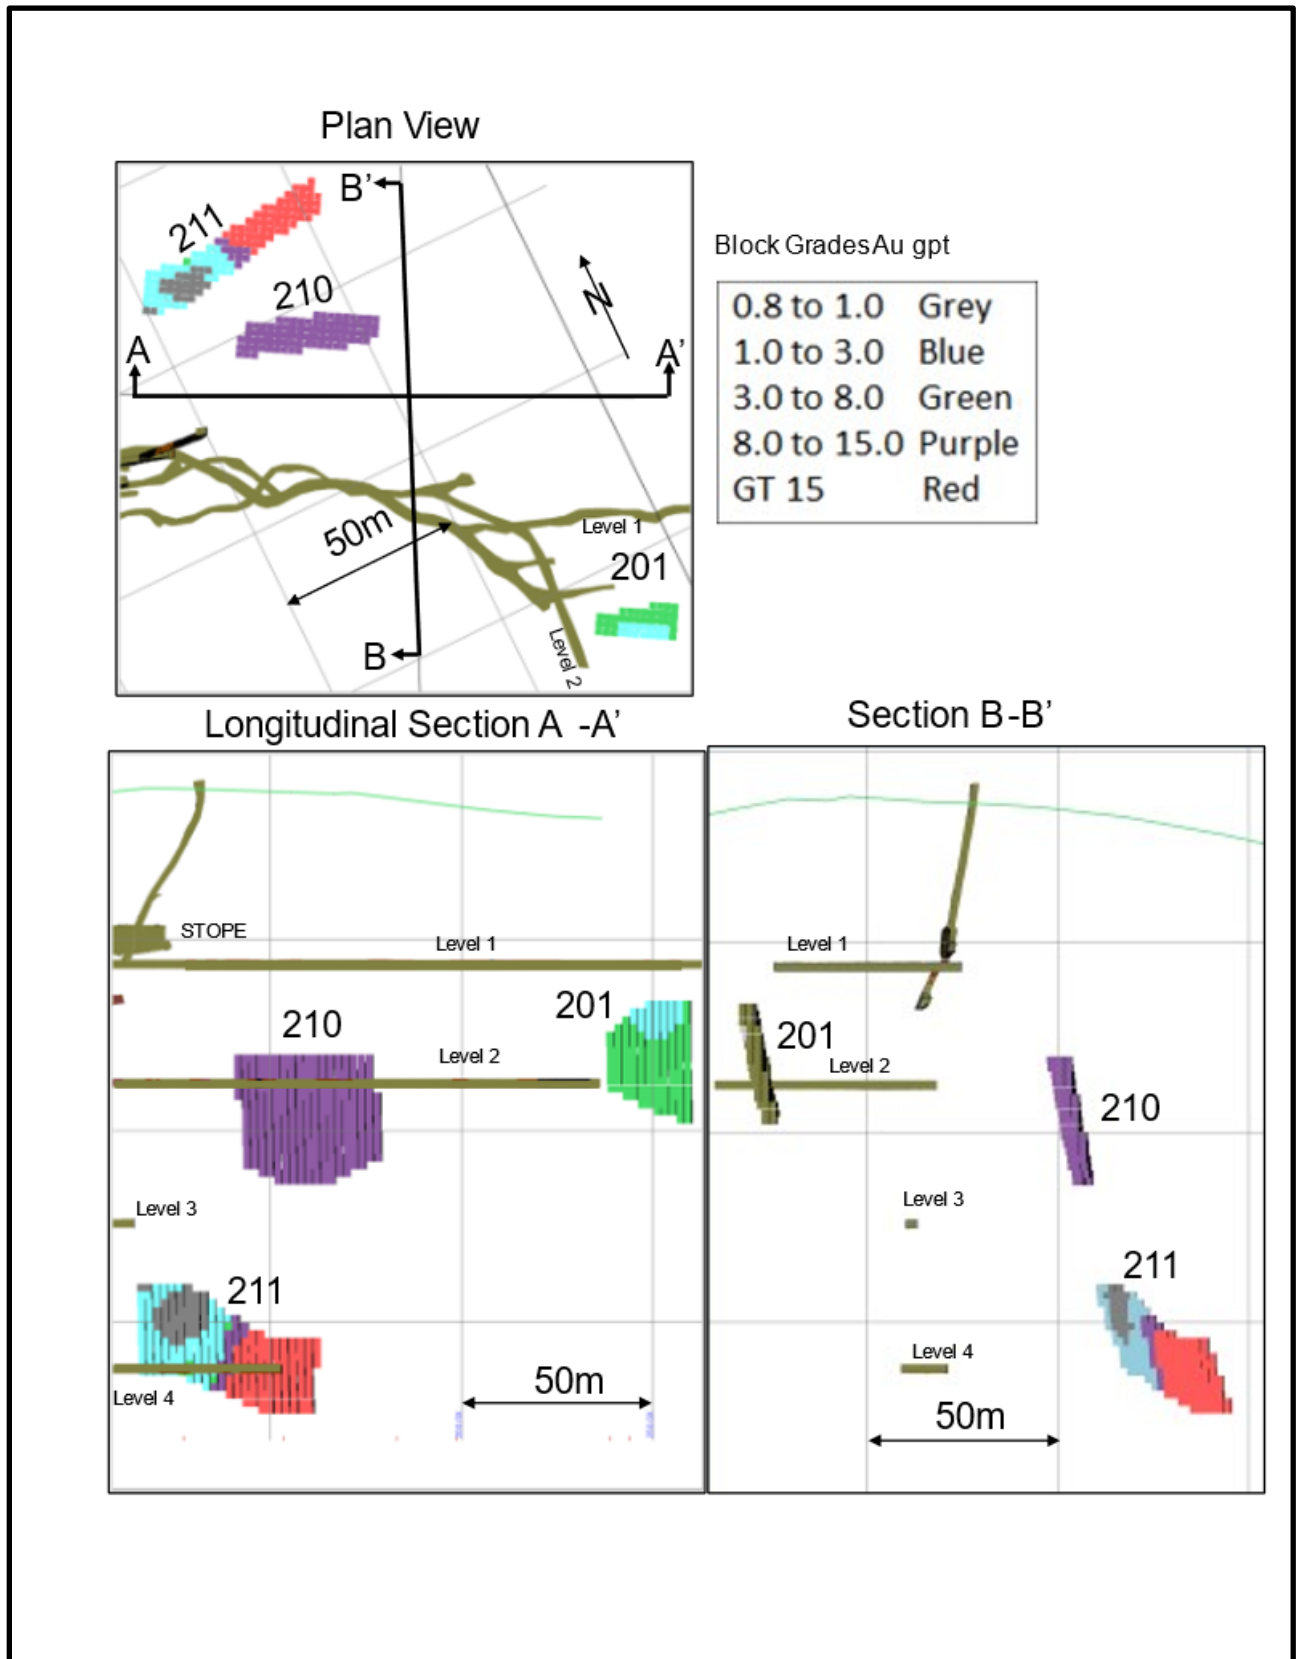 Plan View
B’
211
210
N
A
A’
50m
Level 1
201
Level 2
B
Block Grades Au gpt
0.8 to 1.0 Grey
1.0 to 3.0 Blue
3.0 to 8.0 Green
8.0 to 15.0 Purple
GT 15 Red
Longitudinal Section A -A’
STOPE
Level 1
210
201
Level 2
Level 3
211
Level 4
50m
Section B-B’
Level 1
201
Level 2
210
Level 3
211
Level 4
50m